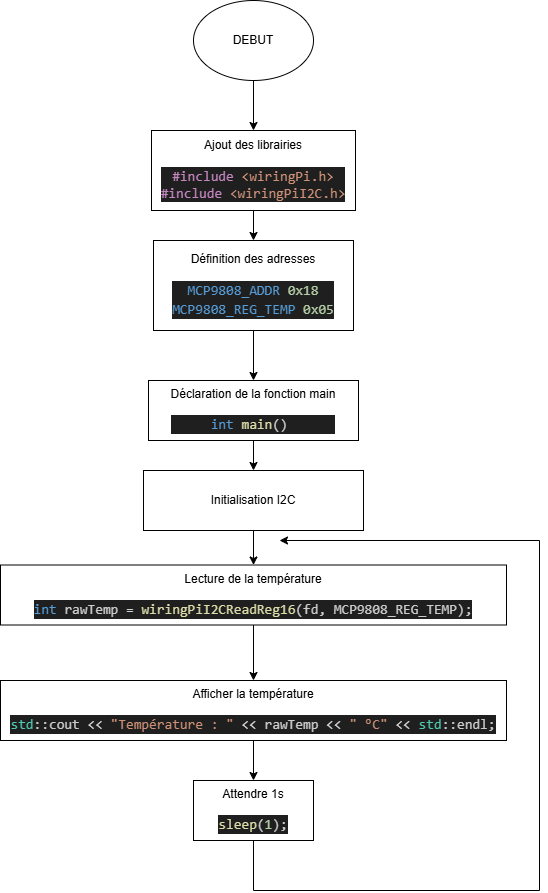 DEBUT
Ajout des librairies
#include <wiringPi.h>
#include <wiringPiI2C.h>
Définition des adresses
MCP9808_ADDR 0x18
MCP9808_REG_TEMP 0x05
Déclaration de la fonction main
int main()
Initialisation I2C
Lecture de la température
int rawTemp = wiringPiI2CReadReg16(fd, MCP9808_REG_TEMP);
Afficher la température
std::cout << "Température : " << rawTemp << " °C" << std::endl;
Attendre 1s
sleep(1);